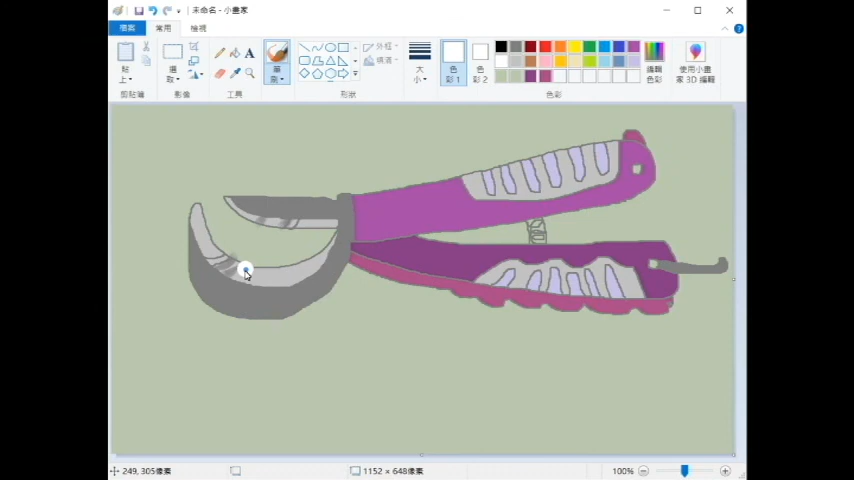 未命名 - 小畫家
檔案 常用 檢視
貼上 選取 A 筆刷 外框 填滿 大小 色彩 1 色彩 2 編輯色彩 使用小畫家 3D 編輯
剪貼簿 影像 工具 形狀 色彩
249, 305像素 1152 × 648像素 100%